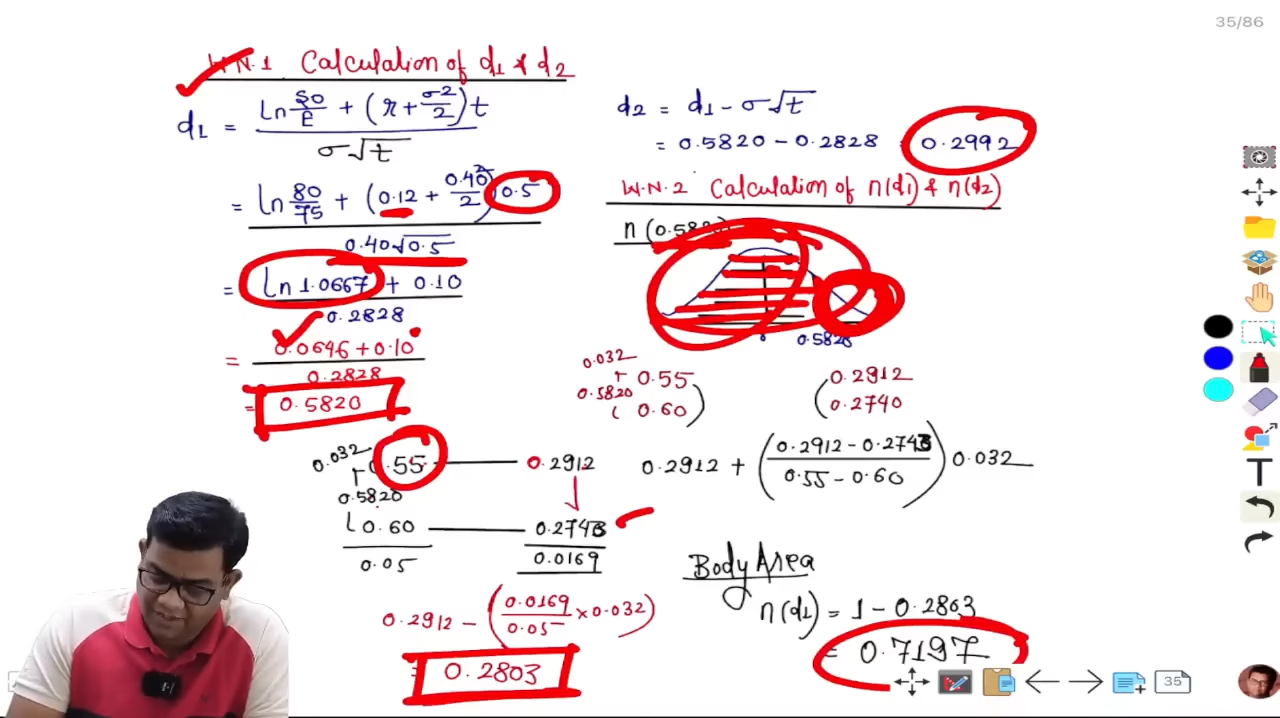 35/86
W.N.1 Calculation of d1 & d2
d1 = ln S0/E + (r + σ2/2) t
σ√t
= ln 80/75 + (0.12 + 0.40²/2) 0.5
0.40√0.5
= ln 1.0667 + 0.10
0.2828
= 0.0646 + 0.10
0.2828
= 0.5820
0.032 0.55 0.2912
0.5820
0.60 0.2743
0.05 0.0169
0.2912 - (0.0169/0.05 × 0.032)
= 0.2803
d2 = d1 - σ√t
= 0.5820 - 0.2828 0.2992
W.N.2 Calculation of n(d1) & n(d2)
n (0.5820)
0 0.5828
0.032 0.55 0.2912
0.5820
0.60 0.2740
0.2912 + (0.2912 - 0.2743 / 0.55 - 0.60) 0.032
Body Area
n(d1) = 1 - 0.2803
= 0.7197
T
35